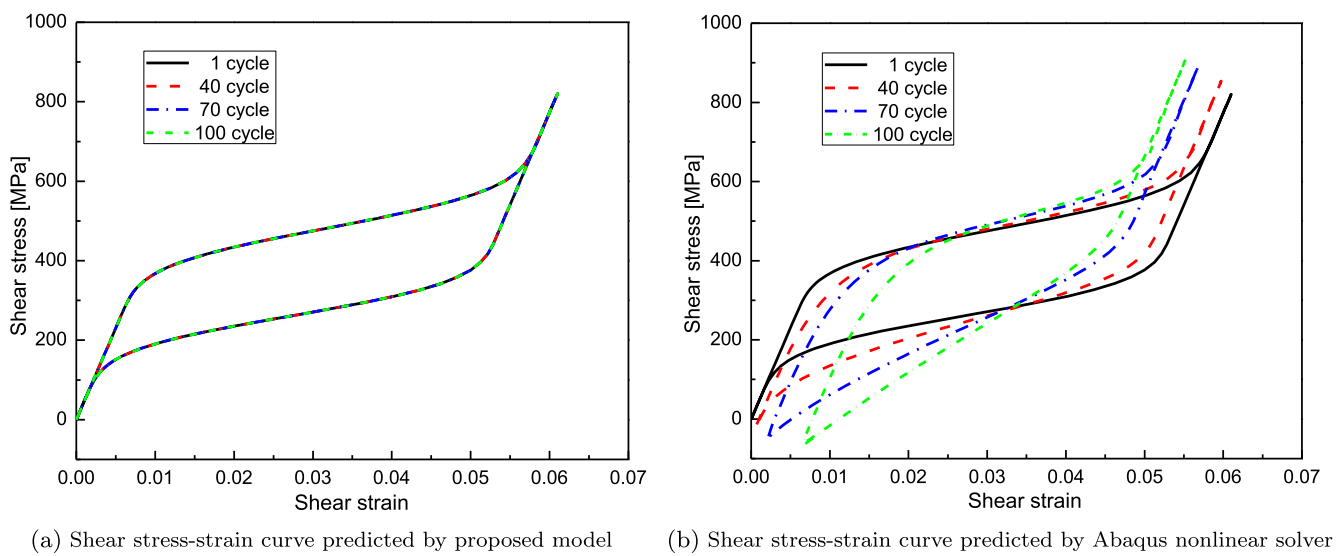 1000
800
600
400
200
0
Shear stress [MPa]
1 cycle
40 cycle
70 cycle
100 cycle
0.00 0.01 0.02 0.03 0.04 0.05 0.06 0.07
Shear strain
(a) Shear stress-strain curve predicted by proposed model
1000
800
600
400
200
0
Shear stress [MPa]
1 cycle
40 cycle
70 cycle
100 cycle
0.00 0.01 0.02 0.03 0.04 0.05 0.06 0.07
Shear strain
(b) Shear stress-strain curve predicted by Abaqus nonlinear solver